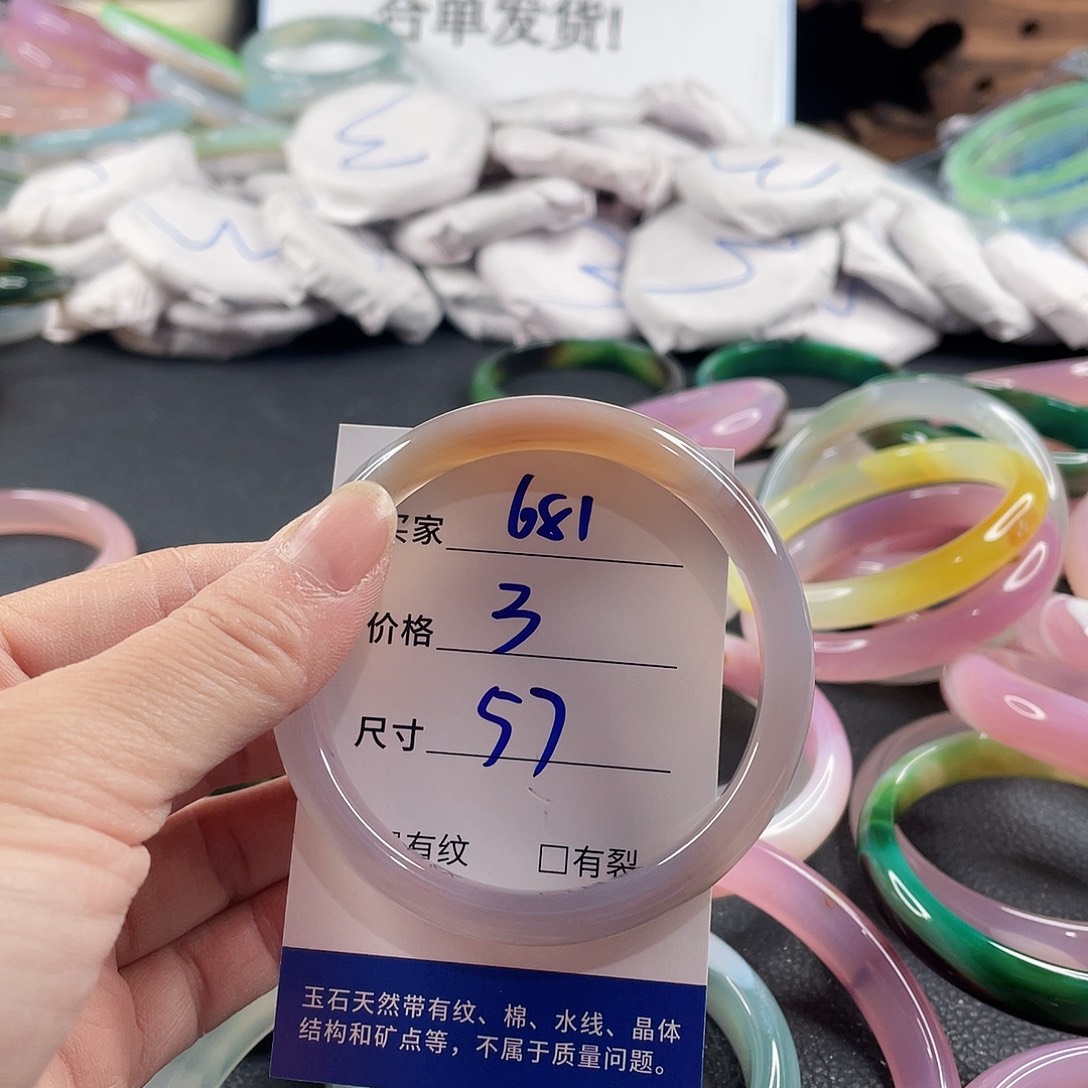 合单发货!
买家 681
价格 3
尺寸 57
□有纹 □有裂
玉石天然带有纹、棉、水线、晶体
结构和矿点等，不属于质量问题。